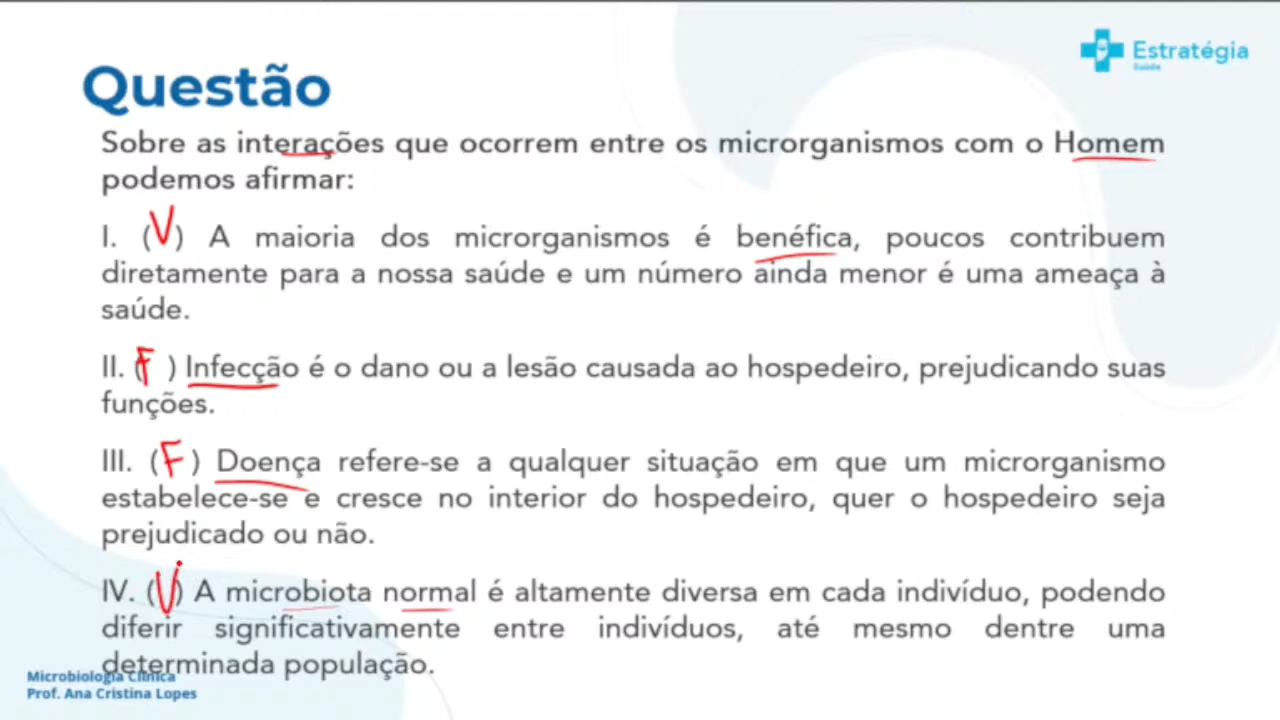 Estratégia
Saúde
Questão
Sobre as interações que ocorrem entre os microrganismos com o Homem
podemos afirmar:
I. (V) A maioria dos microrganismos é benéfica, poucos contribuem
diretamente para a nossa saúde e um número ainda menor é uma ameaça à
saúde.
II. (F ) Infecção é o dano ou a lesão causada ao hospedeiro, prejudicando suas
funções.
III. (F ) Doença refere-se a qualquer situação em que um microrganismo
estabelece-se e cresce no interior do hospedeiro, quer o hospedeiro seja
prejudicado ou não.
IV. (V) A microbiota normal é altamente diversa em cada indivíduo, podendo
diferir significativamente entre indivíduos, até mesmo dentre uma
determinada população.
Microbiologia Clínica
Prof. Ana Cristina Lopes